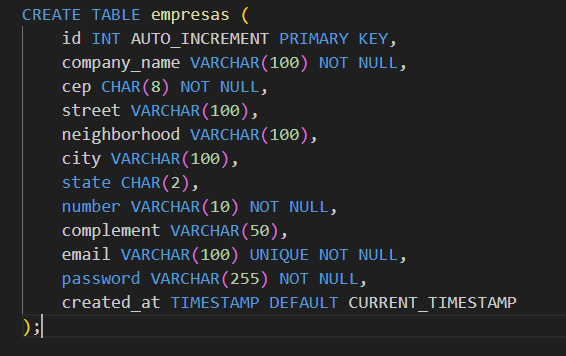 CREATE TABLE empresas (
    id INT AUTO_INCREMENT PRIMARY KEY,
    company_name VARCHAR(100) NOT NULL,
    cep CHAR(8) NOT NULL,
    street VARCHAR(100),
    neighborhood VARCHAR(100),
    city VARCHAR(100),
    state CHAR(2),
    number VARCHAR(10) NOT NULL,
    complement VARCHAR(50),
    email VARCHAR(100) UNIQUE NOT NULL,
    password VARCHAR(255) NOT NULL,
    created_at TIMESTAMP DEFAULT CURRENT_TIMESTAMP
);